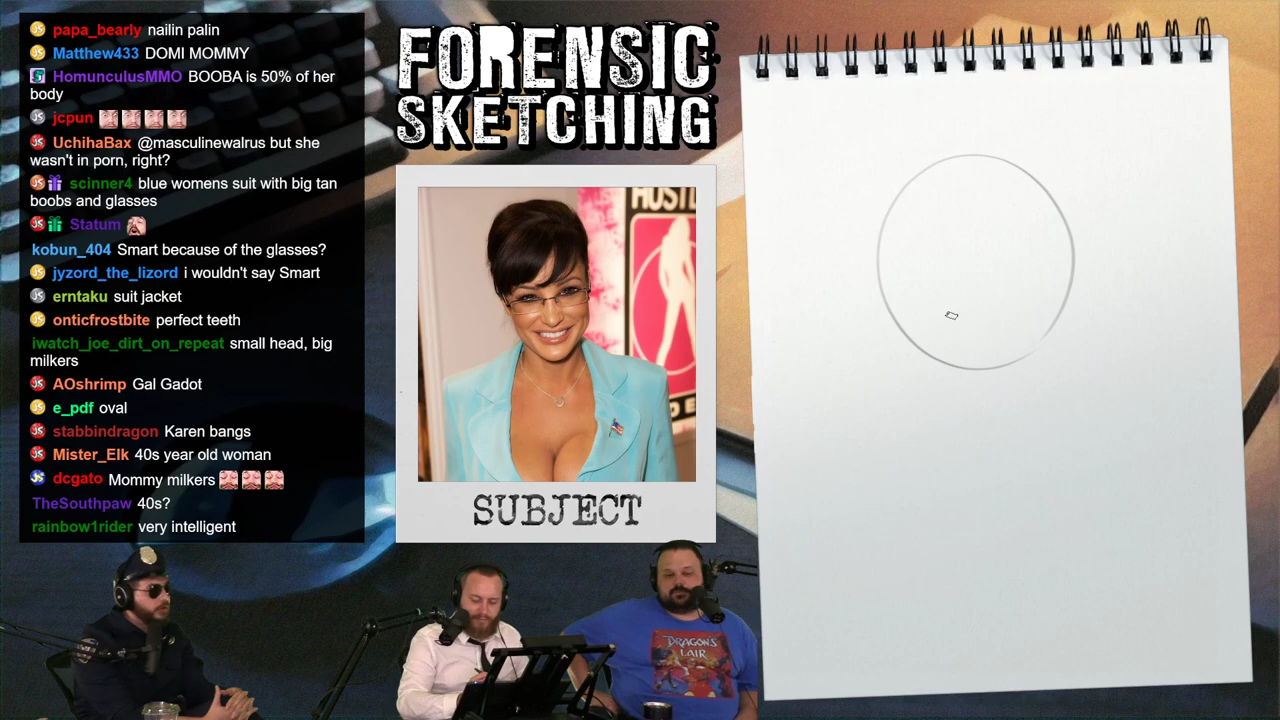 papa_bearly nailin palin
Matthew433 DOMI MOMMY
HomunculusMMO BOOBA is 50% of her
body
jcpun
UchihaBax @masculinewalrus but she
wasn't in porn, right?
scinner4 blue womens suit with big tan
boobs and glasses
Statum
kobun_404 Smart because of the glasses?
jyzord_the_lizord i wouldn't say Smart
erntaku suit jacket
onticfrostbite perfect teeth
iwatch_joe_dirt_on_repeat small head, big
milkers
AOshrimp Gal Gadot
e_pdf oval
stabbindragon Karen bangs
Mister_Elk 40s year old woman
dcgato Mommy milkers
TheSouthpaw 40s?
rainbow1rider very intelligent
FORENSIC
SKETCHING
HUSTL
SUBJECT
DRAGON'S
LAIR